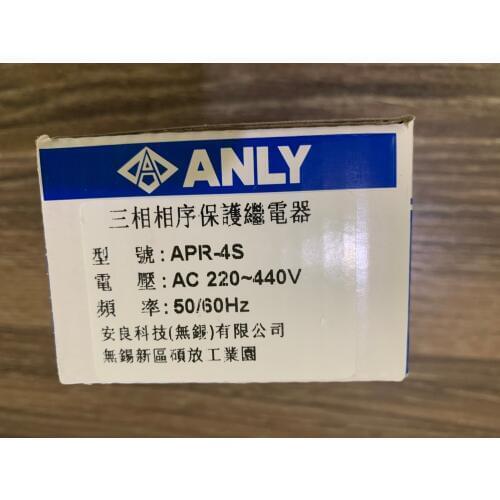 ANLY
三相相序保護繼電器
型 號:APR-4S
電 壓:AC 220~440V
頻 率:50/60Hz
安良科技(無錫)有限公司
無錫新區碩放工業園